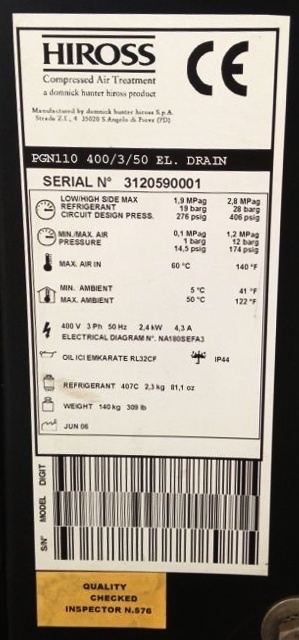 HIROSS
CE
Compressed Air Treatment
a domnick hunter hiross product
Manufactured by domnick hunter hiross S.p.A.
Strada Z.I., 4 35020 S.Angelo di Piove (PD)
PGN110 400/3/50 EL. DRAIN
SERIAL N° 3120590001
LOW/HIGH SIDE MAX 1,9 MPag 2,8 MPag
REFRIGERANT 19 barg 28 barg
CIRCUIT DESIGN PRESS. 276 psig 406 psig
MIN./MAX. AIR 0,1 MPag 1,2 MPag
PRESSURE 1 barg 12 barg
14,5 psig 174 psig
MAX. AIR IN 60 °C 140 °F
MIN. AMBIENT 5 °C 41 °F
MAX. AMBIENT 50 °C 122 °F
400 V 3 Ph 50 Hz 2,4 kW 4,3 A
ELECTRICAL DIAGRAM N°. NA180SEFA3
OIL ICI EMKARATE RL32CF IP44
REFRIGERANT 407C 2,3 kg 81,1 oz
WEIGHT 140 kg 309 lb
JUN 06
S/N° MODEL DIGIT
QUALITY
CHECKED
INSPECTOR N.576